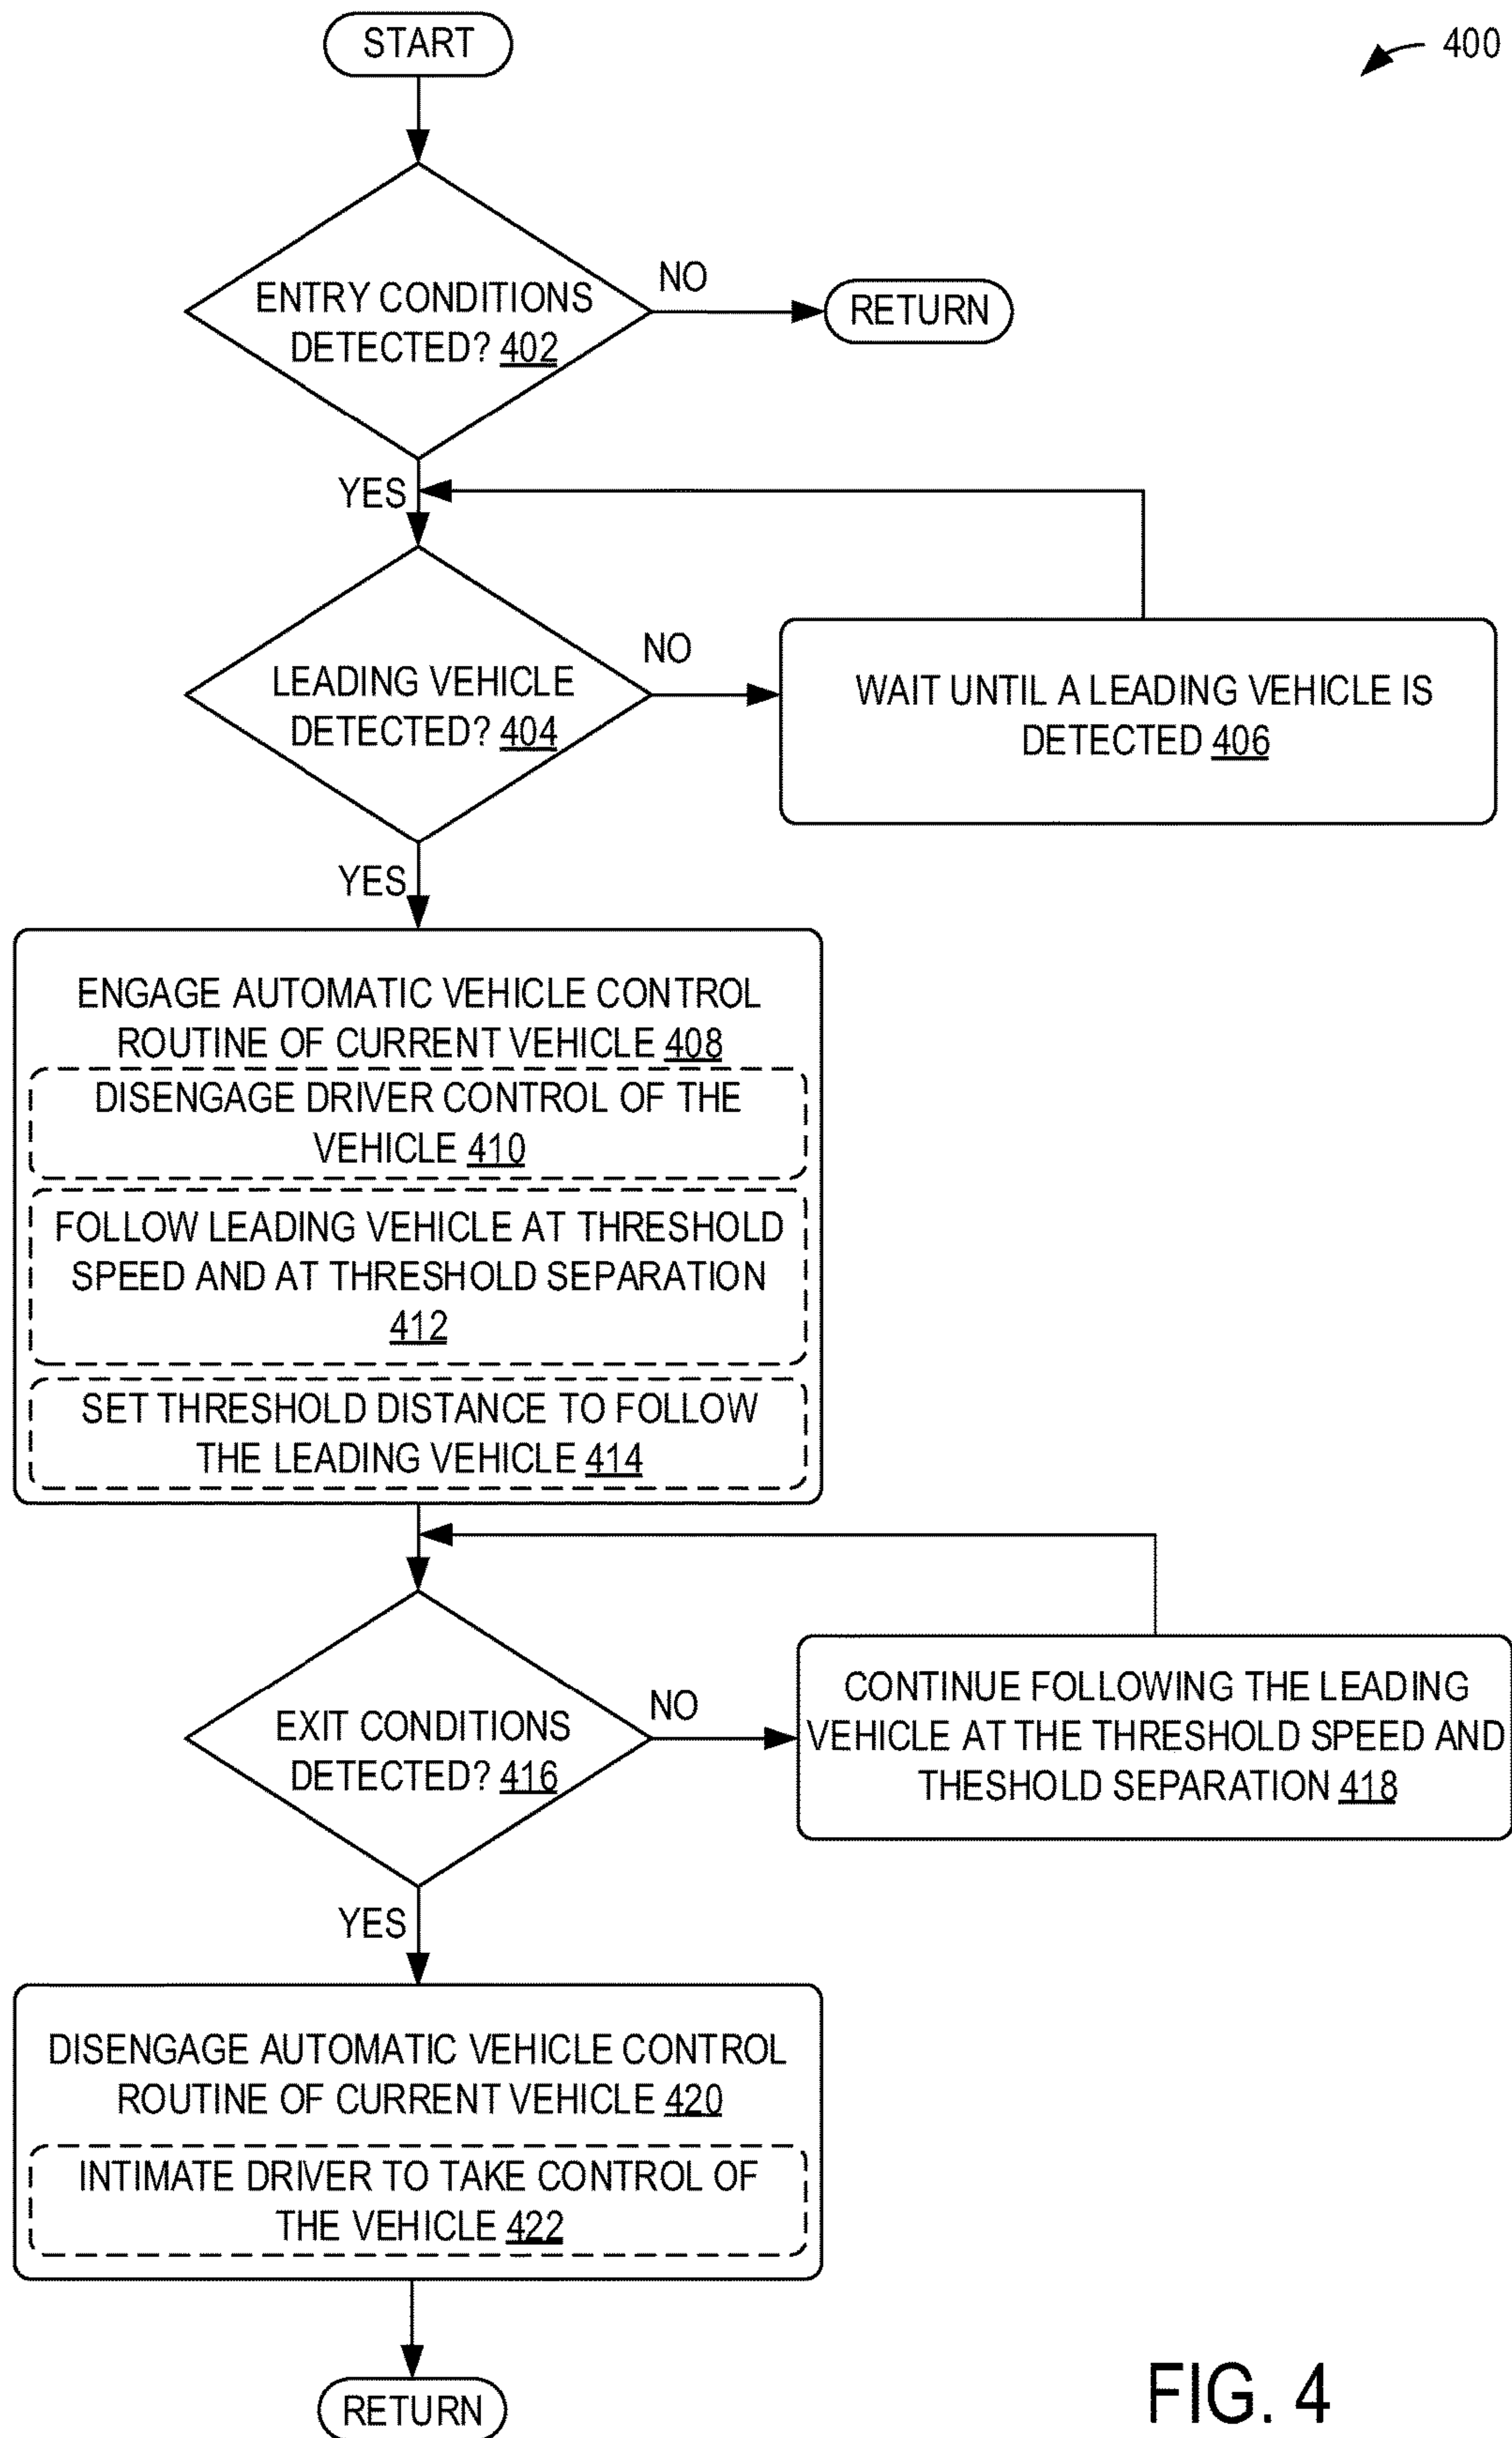 START
400
ENTRY CONDITIONS
DETECTED? 402
NO
RETURN
YES
LEADING VEHICLE
DETECTED? 404
NO
WAIT UNTIL A LEADING VEHICLE IS
DETECTED 406
YES
ENGAGE AUTOMATIC VEHICLE CONTROL
ROUTINE OF CURRENT VEHICLE 408
DISENGAGE DRIVER CONTROL OF THE
VEHICLE 410
FOLLOW LEADING VEHICLE AT THRESHOLD
SPEED AND AT THRESHOLD SEPARATION
412
SET THRESHOLD DISTANCE TO FOLLOW
THE LEADING VEHICLE 414
EXIT CONDITIONS
DETECTED? 416
NO
CONTINUE FOLLOWING THE LEADING
VEHICLE AT THE THRESHOLD SPEED AND
THESHOLD SEPARATION 418
YES
DISENGAGE AUTOMATIC VEHICLE CONTROL
ROUTINE OF CURRENT VEHICLE 420
INTIMATE DRIVER TO TAKE CONTROL OF
THE VEHICLE 422
RETURN
FIG. 4